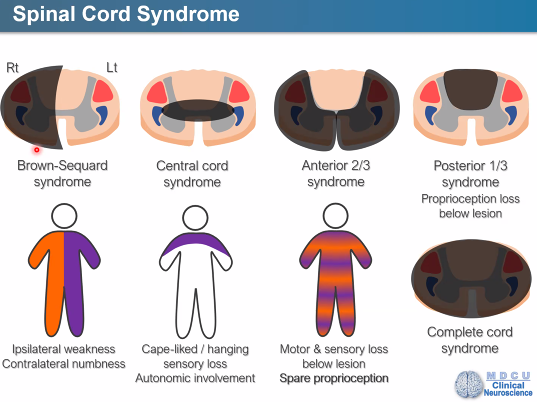 Spinal Cord Syndrome
Rt
Lt
Brown-Sequard
syndrome
Central cord
syndrome
Anterior 2/3
syndrome
Posterior 1/3
syndrome
Proprioception loss
below lesion
Ipsilateral weakness
Contralateral numbness
Cape-liked / hanging
sensory loss
Autonomic involvement
Motor & sensory loss
below lesion
Spare proprioception
Complete cord
syndrome
MDCU
Clinical
Neuroscience